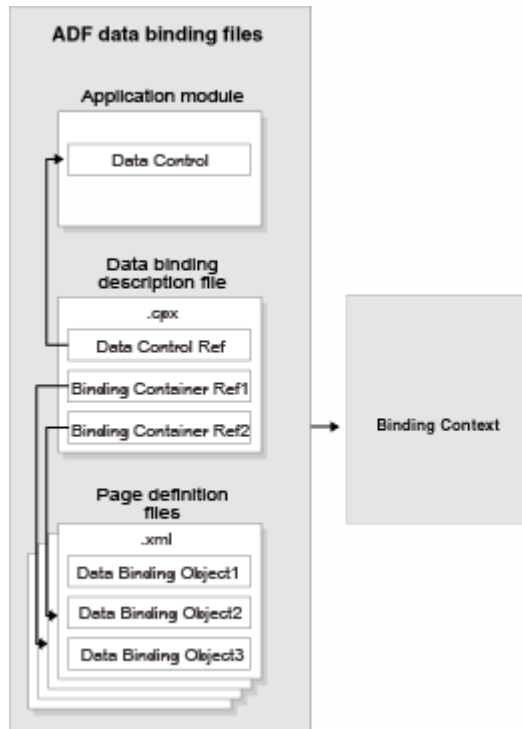 ADF data binding files
Application module
Data Control
Data binding
description file
.cpx
Data Control Ref
Binding Container Ref1
Binding Container Ref2
Binding Context
Page definition
files
.xml
Data Binding Object1
Data Binding Object2
Data Binding Object3